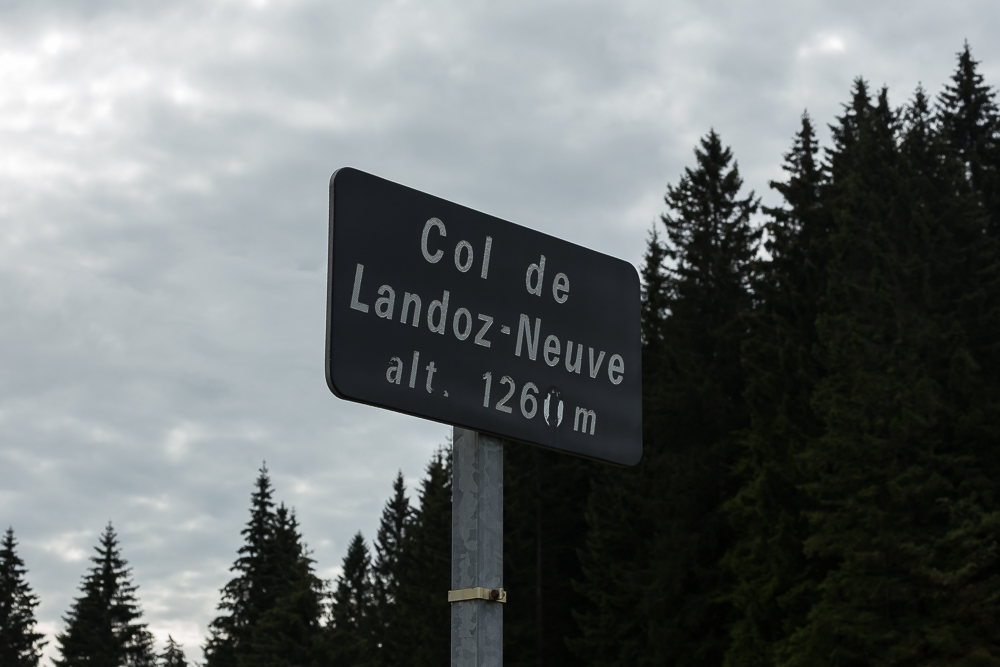 Col de
Landoz-Neuve
alt. 1260 m